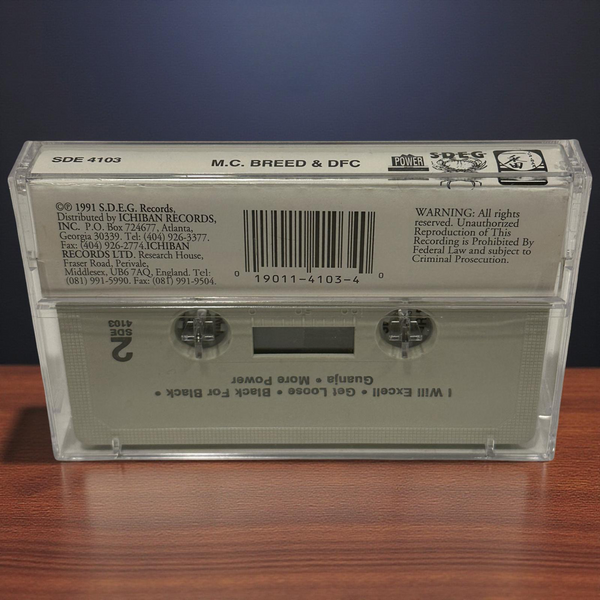 SDE 4103
M.C. BREED & DFC
POWER
S.D.E.G
©℗ 1991 S.D.E.G. Records,
Distributed by ICHIBAN RECORDS,
INC. P.O. Box 724677, Atlanta,
Georgia 30339. Tel: (404) 926-3377.
Fax: (404) 926-2774.ICHIBAN
RECORDS LTD. Research House,
Fraser Road, Perivale,
Middlesex, UB6 7AQ, England. Tel:
(081) 991-5990. Fax: (081) 991-9504.
0 19011-4103-4 0
WARNING: All rights
reserved. Unauthorized
Reproduction of This
Recording is Prohibited By
Federal Law and subject to
Criminal Prosecution.
2
SDE
4103
I Will Excell • Get Loose • Black For Black •
Guanja • More Power